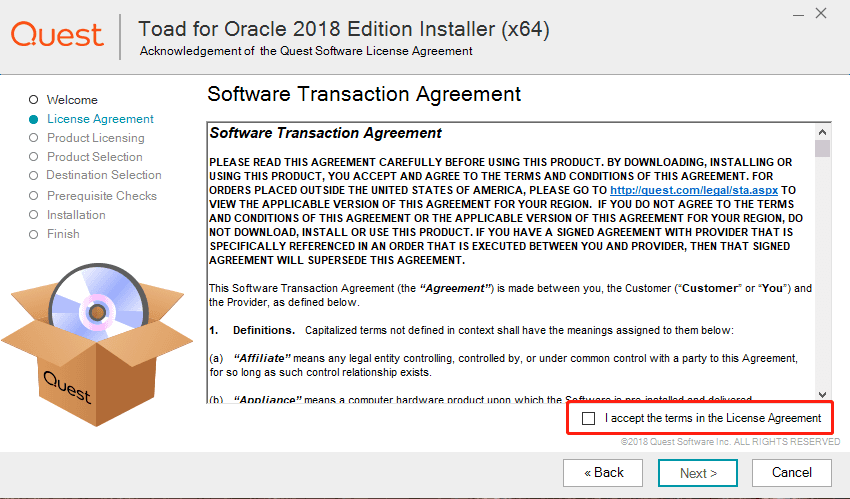 Quest
Toad for Oracle 2018 Edition Installer (x64)
Acknowledgement of the Quest Software License Agreement
Welcome
License Agreement
Product Licensing
Product Selection
Destination Selection
Prerequisite Checks
Installation
Finish
Quest
Software Transaction Agreement
Software Transaction Agreement
PLEASE READ THIS AGREEMENT CAREFULLY BEFORE USING THIS PRODUCT. BY DOWNLOADING, INSTALLING OR
USING THIS PRODUCT, YOU ACCEPT AND AGREE TO THE TERMS AND CONDITIONS OF THIS AGREEMENT. FOR
ORDERS PLACED OUTSIDE THE UNITED STATES OF AMERICA, PLEASE GO TO http://quest.com/legal/sta.aspx TO
VIEW THE APPLICABLE VERSION OF THIS AGREEMENT FOR YOUR REGION. IF YOU DO NOT AGREE TO THE TERMS
AND CONDITIONS OF THIS AGREEMENT OR THE APPLICABLE VERSION OF THIS AGREEMENT FOR YOUR REGION, DO
NOT DOWNLOAD, INSTALL OR USE THIS PRODUCT. IF YOU HAVE A SIGNED AGREEMENT WITH PROVIDER THAT IS
SPECIFICALLY REFERENCED IN AN ORDER THAT IS EXECUTED BETWEEN YOU AND PROVIDER, THEN THAT SIGNED
AGREEMENT WILL SUPERSEDE THIS AGREEMENT.
This Software Transaction Agreement (the “Agreement”) is made between you, the Customer (“Customer” or “You”) and
the Provider, as defined below.
1. Definitions. Capitalized terms not defined in context shall have the meanings assigned to them below:
(a) “Affiliate” means any legal entity controlling, controlled by, or under common control with a party to this Agreement,
for so long as such control relationship exists.
(b) “Appliance” means a computer hardware product upon which the Software is pre-installed and delivered.
I accept the terms in the License Agreement
©2018 Quest Software Inc. ALL RIGHTS RESERVED
« Back
Next >
Cancel